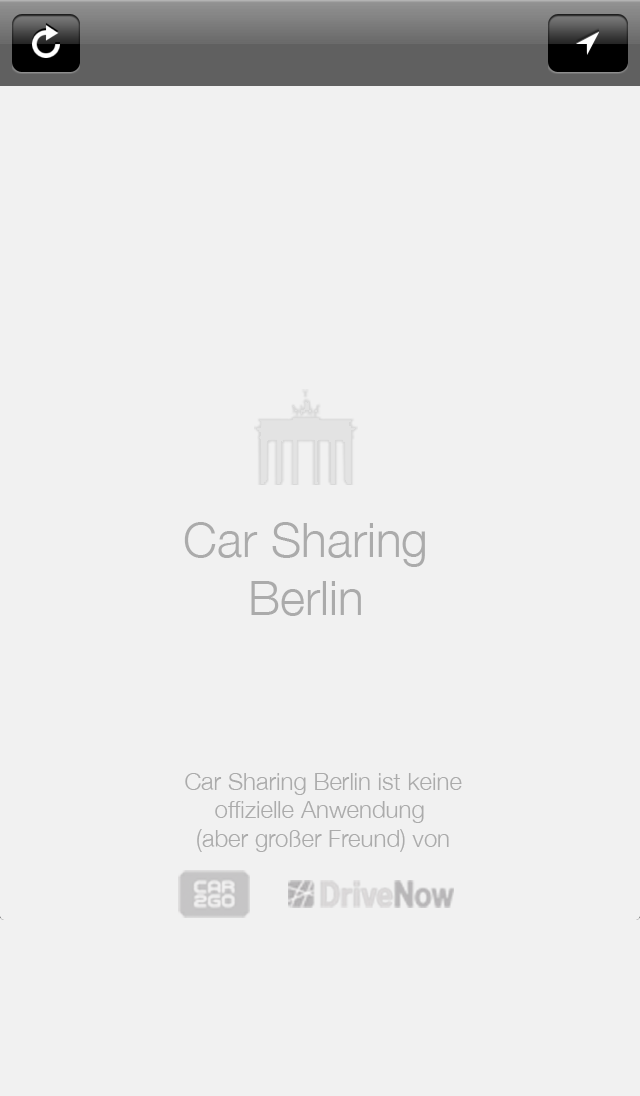 Car Sharing
Berlin
Car Sharing Berlin ist keine
offizielle Anwendung
(aber großer Freund) von
CAR
2GO
DriveNow